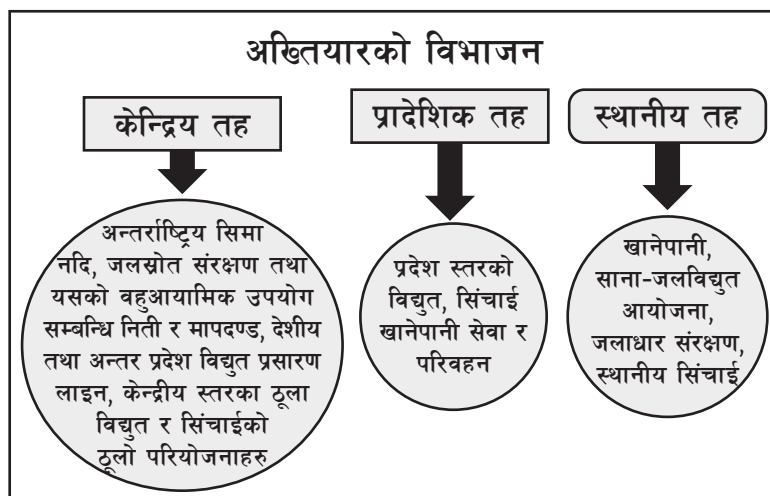 अख्तियारको विभाजन
केन्द्रिय तह
अन्तर्राष्ट्रिय सिमा
नदि, जलस्रोत संरक्षण तथा
यसको वहुआयामिक उपयोग
सम्बन्धि निती र मापदण्ड, देशीय
तथा अन्तर प्रदेश विद्युत प्रसारण
लाइन, केन्द्रीय स्तरका ठूला
विद्युत र सिंचाईको
ठूलो परियोजनाहरु
प्रादेशिक तह
प्रदेश स्तरको
विद्युत, सिंचाई
खानेपानी सेवा र
परिवहन
स्थानीय तह
खानेपानी,
साना-जलविद्युत
आयोजना,
जलाधार संरक्षण,
स्थानीय सिंचाई